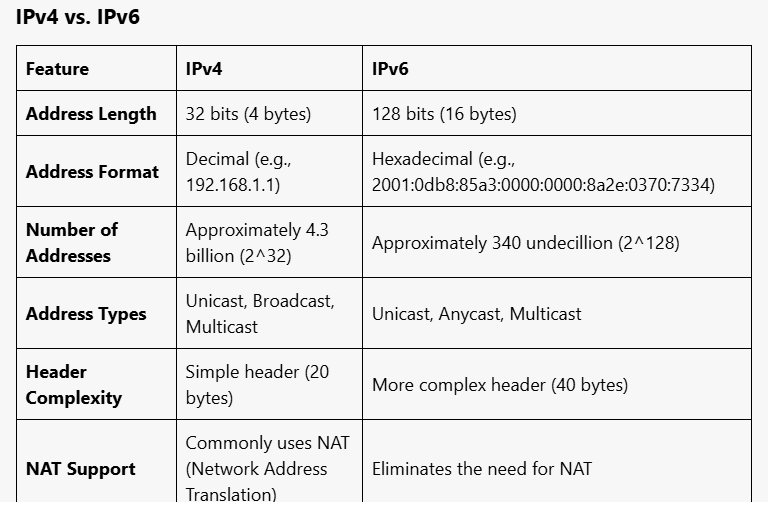 IPv4 vs. IPv6
Feature
IPv4
IPv6
Address Length
32 bits (4 bytes)
128 bits (16 bytes)
Address Format
Decimal (e.g.,
192.168.1.1)
Hexadecimal (e.g.,
2001:0db8:85a3:0000:0000:8a2e:0370:7334)
Number of
Addresses
Approximately 4.3
billion (2^32)
Approximately 340 undecillion (2^128)
Address Types
Unicast, Broadcast,
Multicast
Unicast, Anycast, Multicast
Header
Complexity
Simple header (20
bytes)
More complex header (40 bytes)
NAT Support
Commonly uses NAT
(Network Address
Translation)
Eliminates the need for NAT